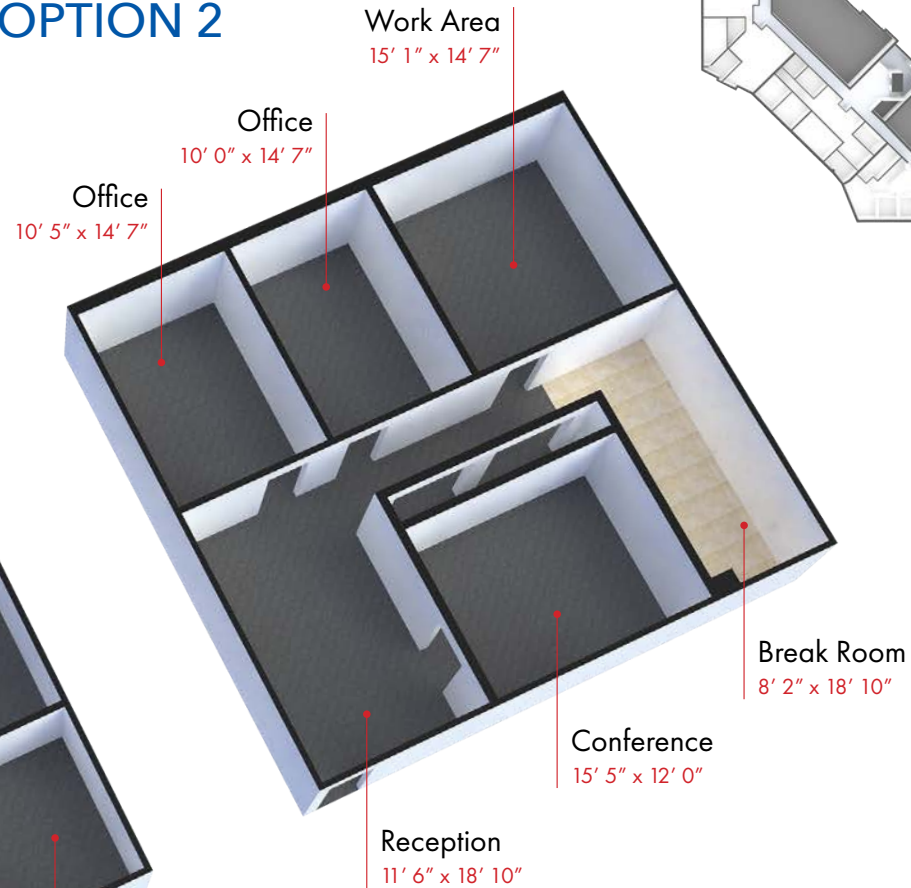 OPTION 2
Work Area
15’ 1” x 14’ 7”
Office
10’ 0” x 14’ 7”
Office
10’ 5” x 14’ 7”
Break Room
8’ 2” x 18’ 10”
Conference
15’ 5” x 12’ 0”
Reception
11’ 6” x 18’ 10”